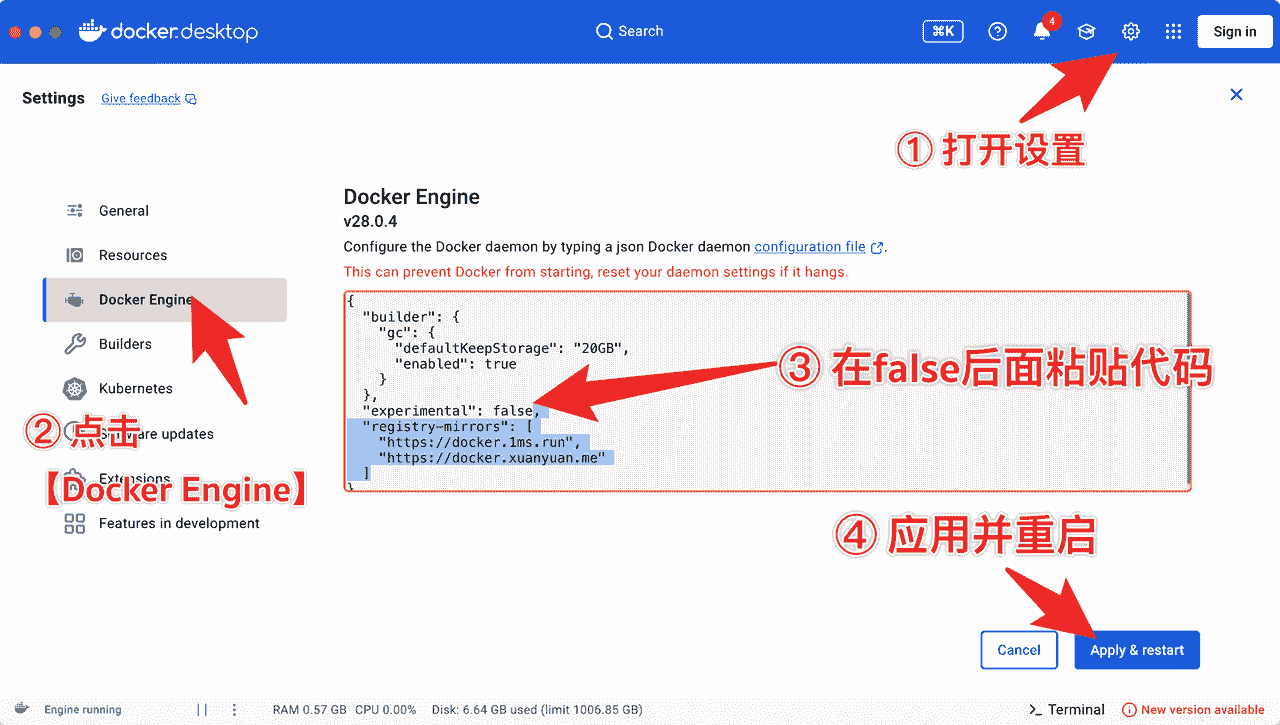 docker.desktop
Search
⌘K
4
Sign in
Settings
Give feedback
① 打开设置
General
Resources
Docker Engine
Builders
Kubernetes
Software updates
Extensions
Features in development
② 点击
【Docker Engine】
Docker Engine
v28.0.4
Configure the Docker daemon by typing a json Docker daemon configuration file.
This can prevent Docker from starting, reset your daemon settings if it hangs.
{
  "builder": {
    "gc": {
      "defaultKeepStorage": "20GB",
      "enabled": true
    }
  },
  "experimental": false,
  "registry-mirrors": [
    "https://docker.1ms.run",
    "https://docker.xuanyuan.me"
  ]
}
③ 在false后面粘贴代码
④ 应用并重启
Cancel
Apply & restart
Engine running
RAM 0.57 GB CPU 0.00% Disk: 6.64 GB used (limit 1006.85 GB)
>_ Terminal
New version available